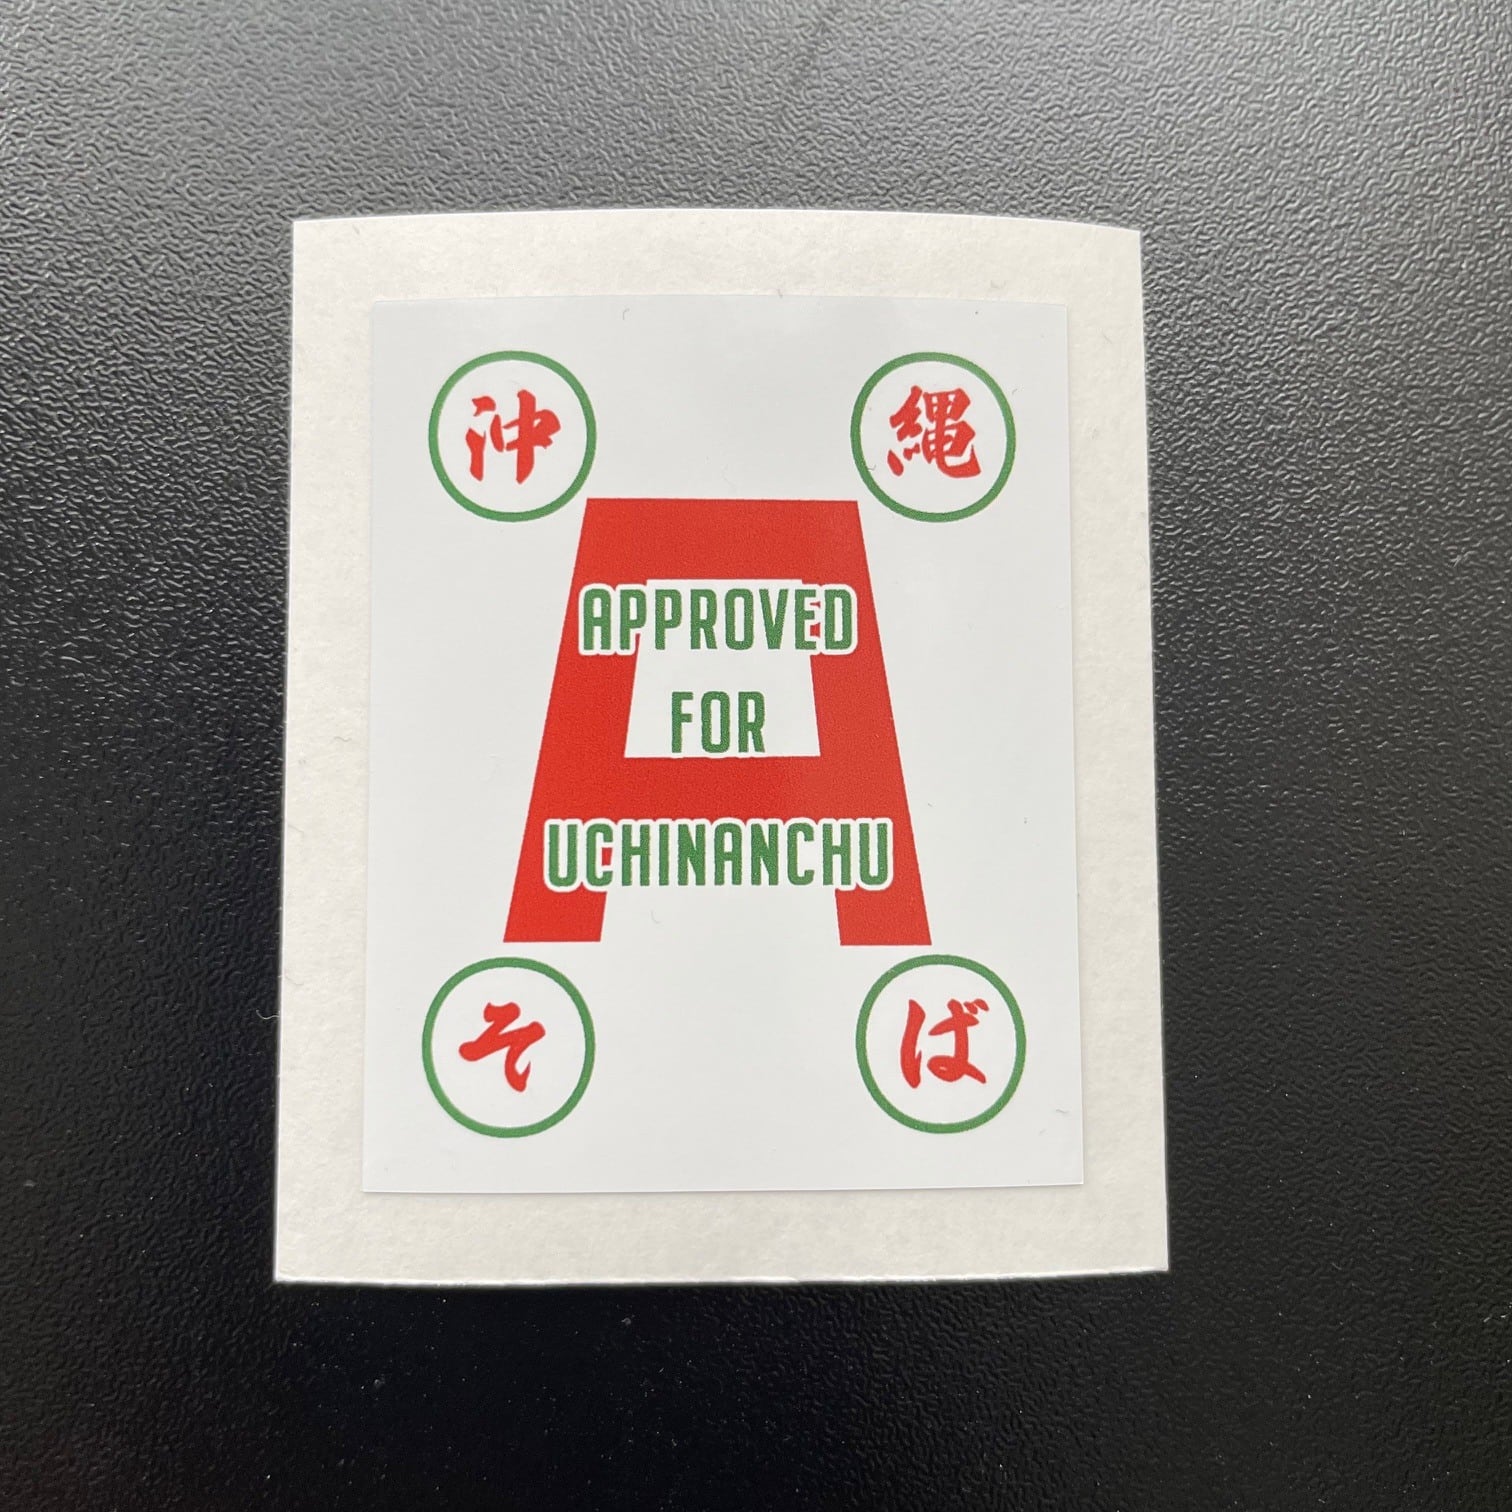 沖 縄
A
APPROVED
FOR
UCHINANCHU
そ ば